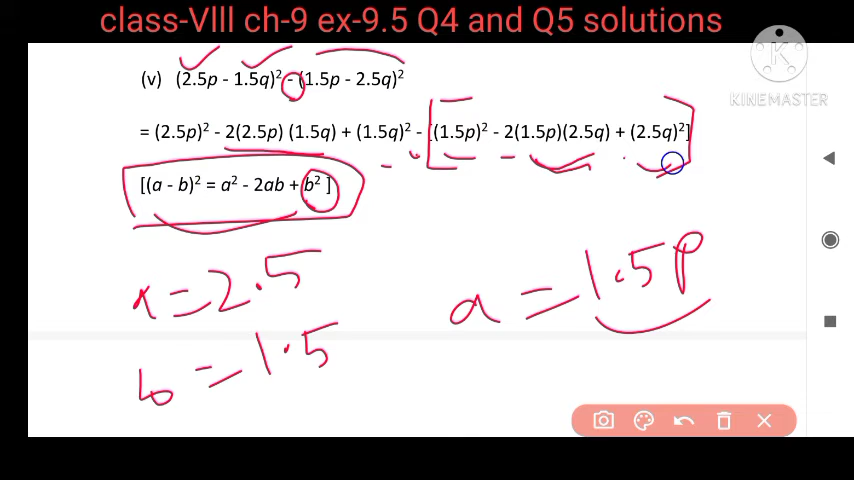 class-VIII ch-9 ex-9.5 Q4 and Q5 solutions
KINEMASTER
(v) (2.5p - 1.5q)² - (1.5p - 2.5q)²
= (2.5p)² - 2(2.5p) (1.5q) + (1.5q)² - [(1.5p)² - 2(1.5p)(2.5q) + (2.5q)²]
[(a - b)² = a² - 2ab + b² ]
a = 2.5
a = 1.5p
b = 1.5